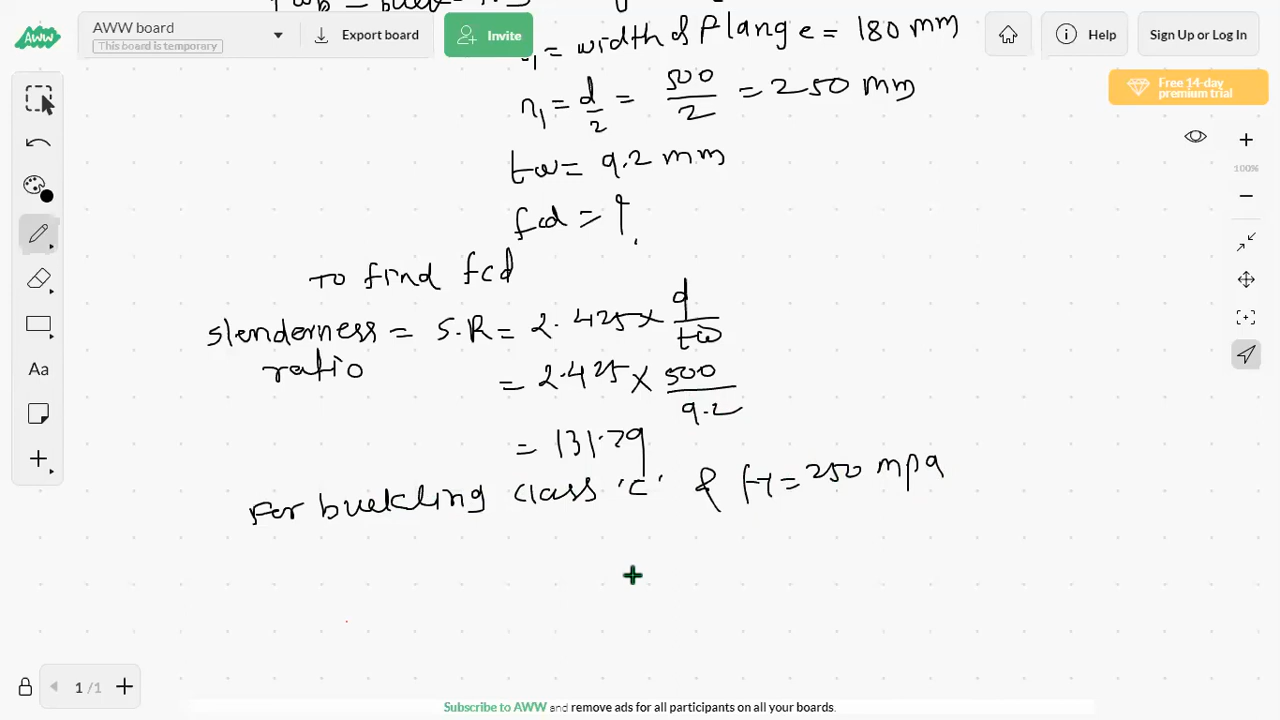 AWW board
This board is temporary
Export board
Invite
Help
Sign Up or Log In
Free 14-day
premium trial
100%
= width of flange = 180 mm
n1 = d/2 = 500/2 = 250 mm
tw = 9.2 mm
fcd = ?
To find fcd
slenderness ratio = S.R = 2.425 x d/tw
= 2.425 x 500/9.2
= 131.79
For buckling class 'c' & fy = 250 mpa
Aa
1 /1
Subscribe to AWW and remove ads for all participants on all your boards.